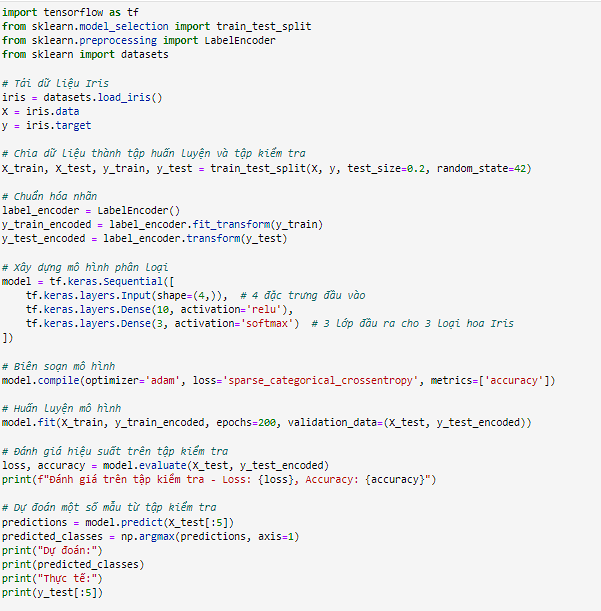 import tensorflow as tf
from sklearn.model_selection import train_test_split
from sklearn.preprocessing import LabelEncoder
from sklearn import datasets

# Tải dữ liệu Iris
iris = datasets.load_iris()
X = iris.data
y = iris.target

# Chia dữ liệu thành tập huấn luyện và tập kiểm tra
X_train, X_test, y_train, y_test = train_test_split(X, y, test_size=0.2, random_state=42)

# Chuẩn hóa nhãn
label_encoder = LabelEncoder()
y_train_encoded = label_encoder.fit_transform(y_train)
y_test_encoded = label_encoder.transform(y_test)

# Xây dựng mô hình phân loại
model = tf.keras.Sequential([
    tf.keras.layers.Input(shape=(4,)),  # 4 đặc trưng đầu vào
    tf.keras.layers.Dense(10, activation='relu'),
    tf.keras.layers.Dense(3, activation='softmax')  # 3 lớp đầu ra cho 3 loại hoa Iris
])

# Biên soạn mô hình
model.compile(optimizer='adam', loss='sparse_categorical_crossentropy', metrics=['accuracy'])

# Huấn luyện mô hình
model.fit(X_train, y_train_encoded, epochs=200, validation_data=(X_test, y_test_encoded))

# Đánh giá hiệu suất trên tập kiểm tra
loss, accuracy = model.evaluate(X_test, y_test_encoded)
print(f"Đánh giá trên tập kiểm tra - Loss: {loss}, Accuracy: {accuracy}")

# Dự đoán một số mẫu từ tập kiểm tra
predictions = model.predict(X_test[:5])
predicted_classes = np.argmax(predictions, axis=1)
print("Dự đoán:")
print(predicted_classes)
print("Thực tế:")
print(y_test[:5])